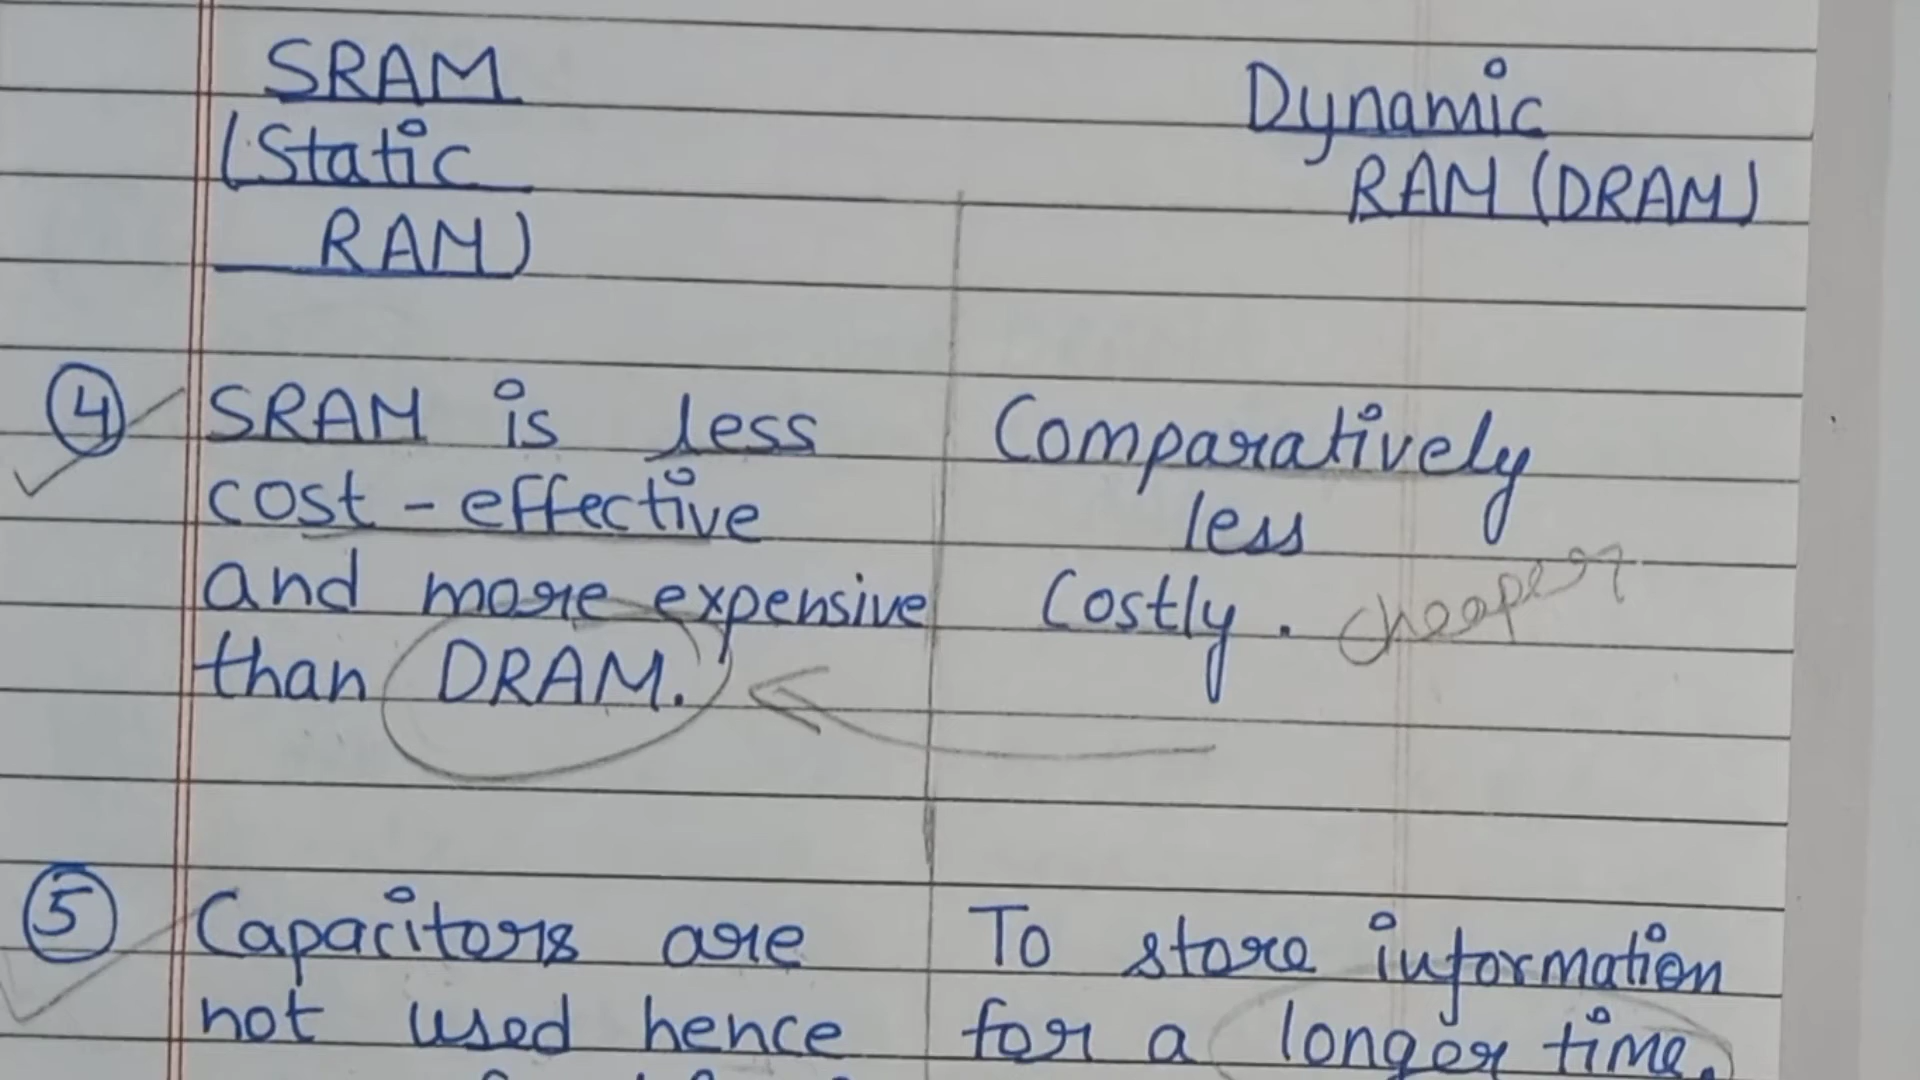 SRAM
(Static
RAM)
Dynamic
RAM (DRAM)
4 SRAM is less
cost-effective
and more expensive
than DRAM.
Comparatively
less
Costly. cheaper
5 Capacitors are
not used hence
To store information
for a longer time,